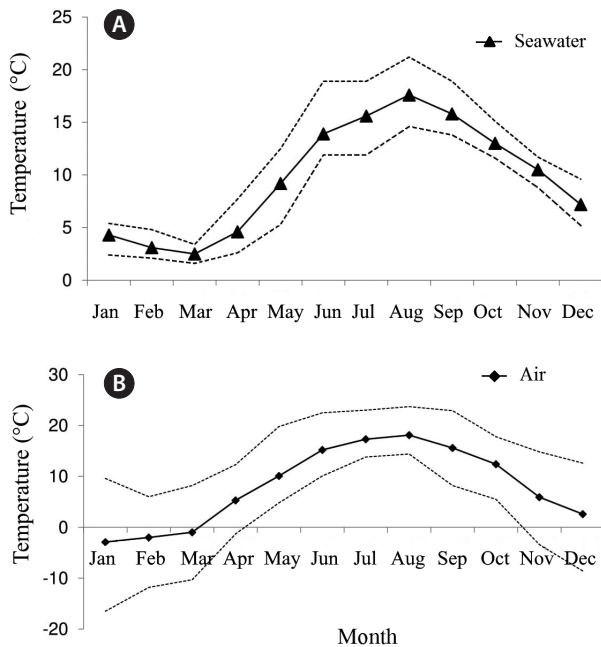 A
Seawater
Temperature (°C)
25
20
15
10
5
0
Jan Feb Mar Apr May Jun Jul Aug Sep Oct Nov Dec
B
Air
Temperature (°C)
30
20
10
0
Jan Feb Mar Apr May Jun Jul Aug Sep Oct Nov Dec
-10
-20
Month